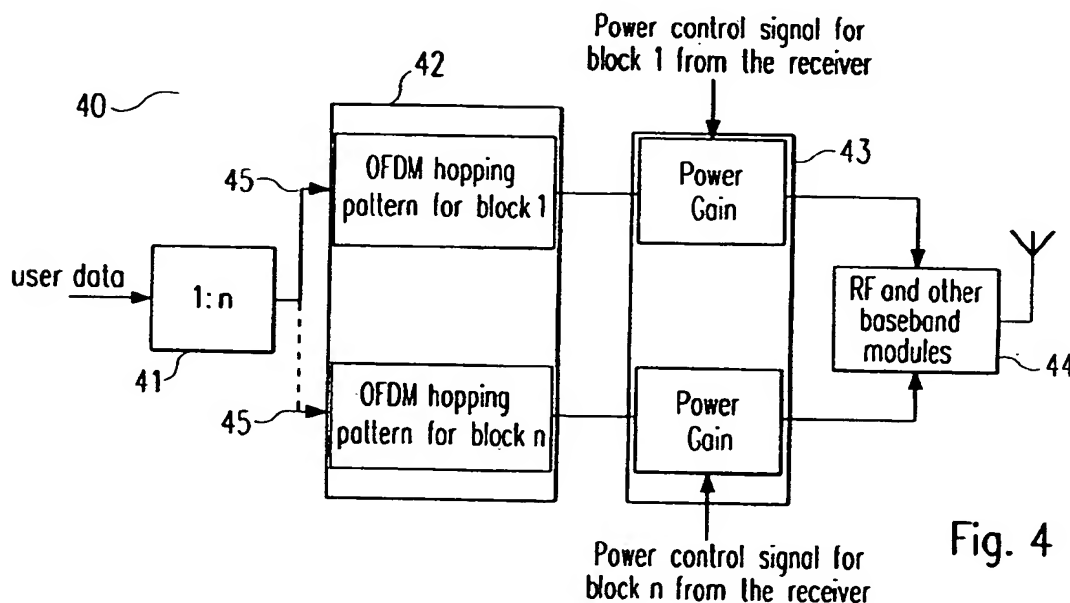 Power control signal for
block 1 from the receiver
42
40
43
OFDM hopping
pattern for block 1
45
Power
Gain
user data
1:n
RF and other
baseband
modules
41
44
45
OFDM hopping
pattern for block n
Power
Gain
Power control signal for
block n from the receiver
Fig. 4